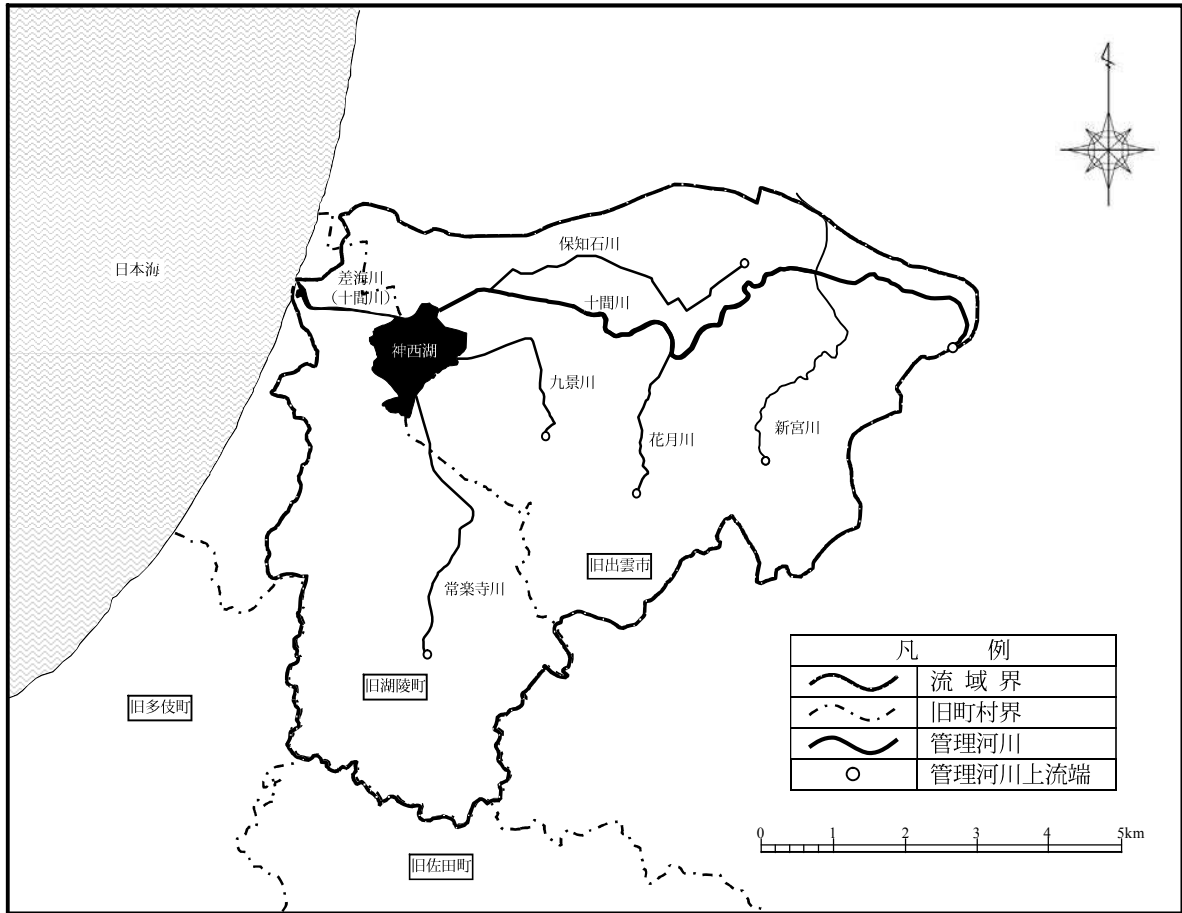 保知石川
日本海
差海川
(十間川)
十間川
神西湖
九景川
花月川
新宮川
旧出雲市
常楽寺川
旧湖陵町
旧多伎町
旧佐田町
凡 例
流 域 界
旧町村界
管理河川
管理河川上流端
0 1 2 3 4 5km